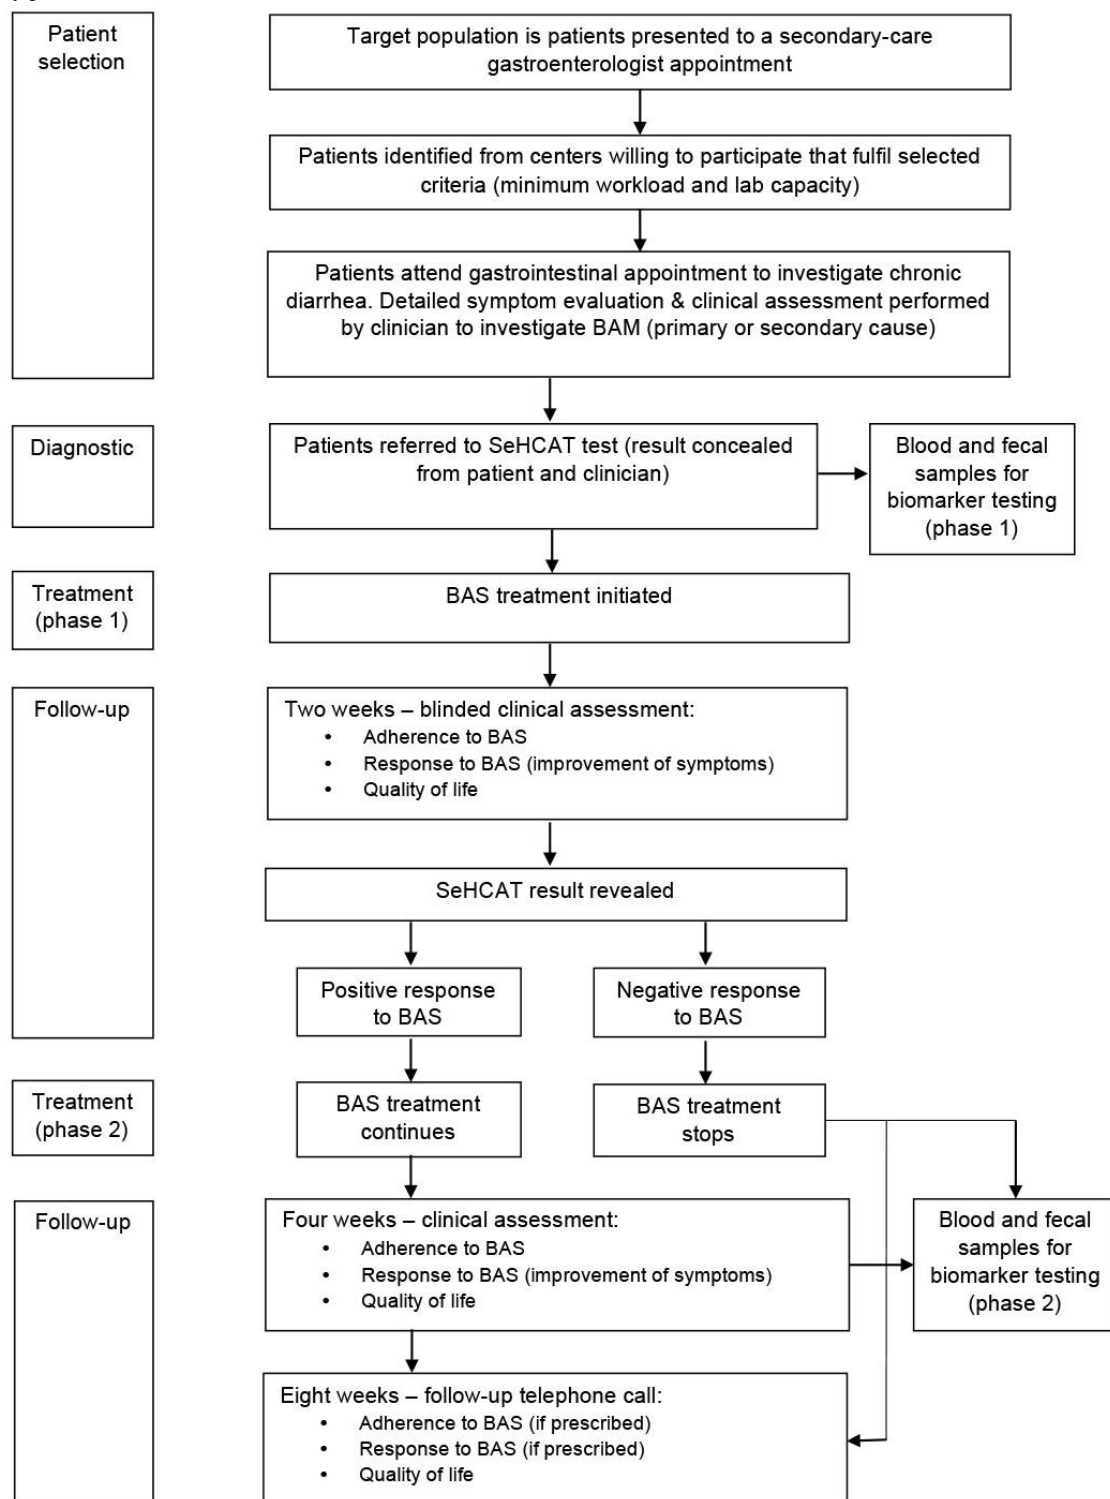 Patient
selection
Target population is patients presented to a secondary-care
gastroenterologist appointment
Patients identified from centers willing to participate that fulfil selected
criteria (minimum workload and lab capacity)
Patients attend gastrointestinal appointment to investigate chronic
diarrhea. Detailed symptom evaluation & clinical assessment performed
by clinician to investigate BAM (primary or secondary cause)
Diagnostic
Patients referred to SeHCAT test (result concealed
from patient and clinician)
Blood and fecal
samples for
biomarker testing
(phase 1)
Treatment
(phase 1)
BAS treatment initiated
Follow-up
Two weeks – blinded clinical assessment:
• Adherence to BAS
• Response to BAS (improvement of symptoms)
• Quality of life
SeHCAT result revealed
Positive response
to BAS
Negative response
to BAS
Treatment
(phase 2)
BAS treatment
continues
BAS treatment
stops
Follow-up
Four weeks – clinical assessment:
• Adherence to BAS
• Response to BAS (improvement of symptoms)
• Quality of life
Blood and fecal
samples for
biomarker testing
(phase 2)
Eight weeks – follow-up telephone call:
• Adherence to BAS (if prescribed)
• Response to BAS (if prescribed)
• Quality of life